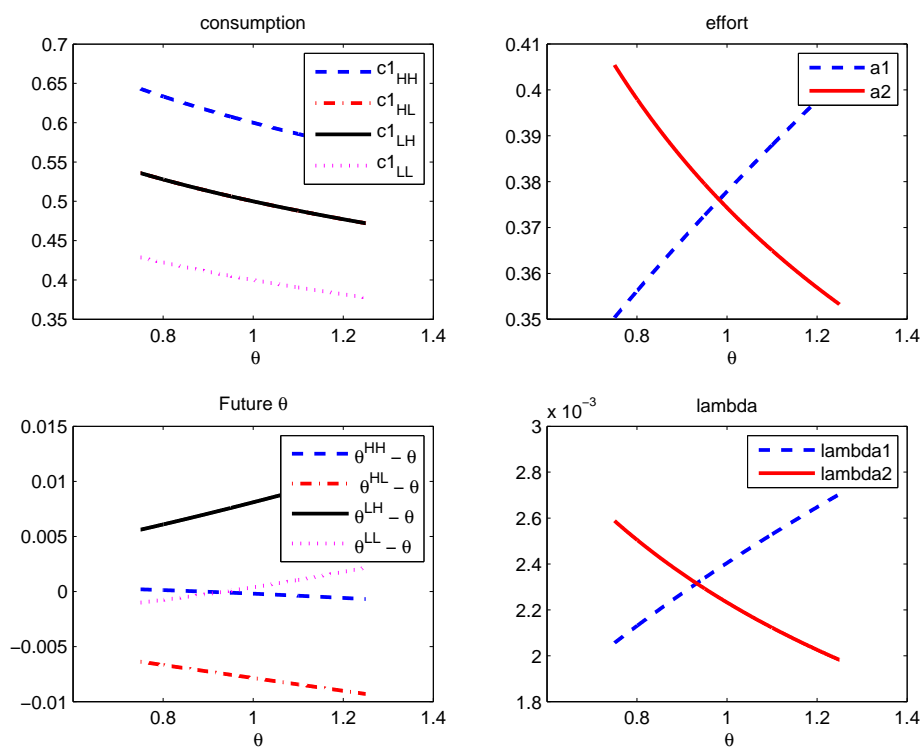 consumption
0.7
0.65
0.6
0.55
0.5
0.45
0.4
0.35
0.8
1
1.2
1.4
θ
c1HH
c1HL
c1LH
c1LL
effort
0.41
0.4
0.39
0.38
0.37
0.36
0.35
0.8
1
1.2
1.4
θ
a1
a2
Future θ
0.015
0.01
0.005
0
−0.005
−0.01
0.8
1
1.2
1.4
θ
θHH − θ
θHL − θ
θLH − θ
θLL − θ
lambda
x 10−3
3
2.8
2.6
2.4
2.2
2
1.8
0.8
1
1.2
1.4
θ
lambda1
lambda2